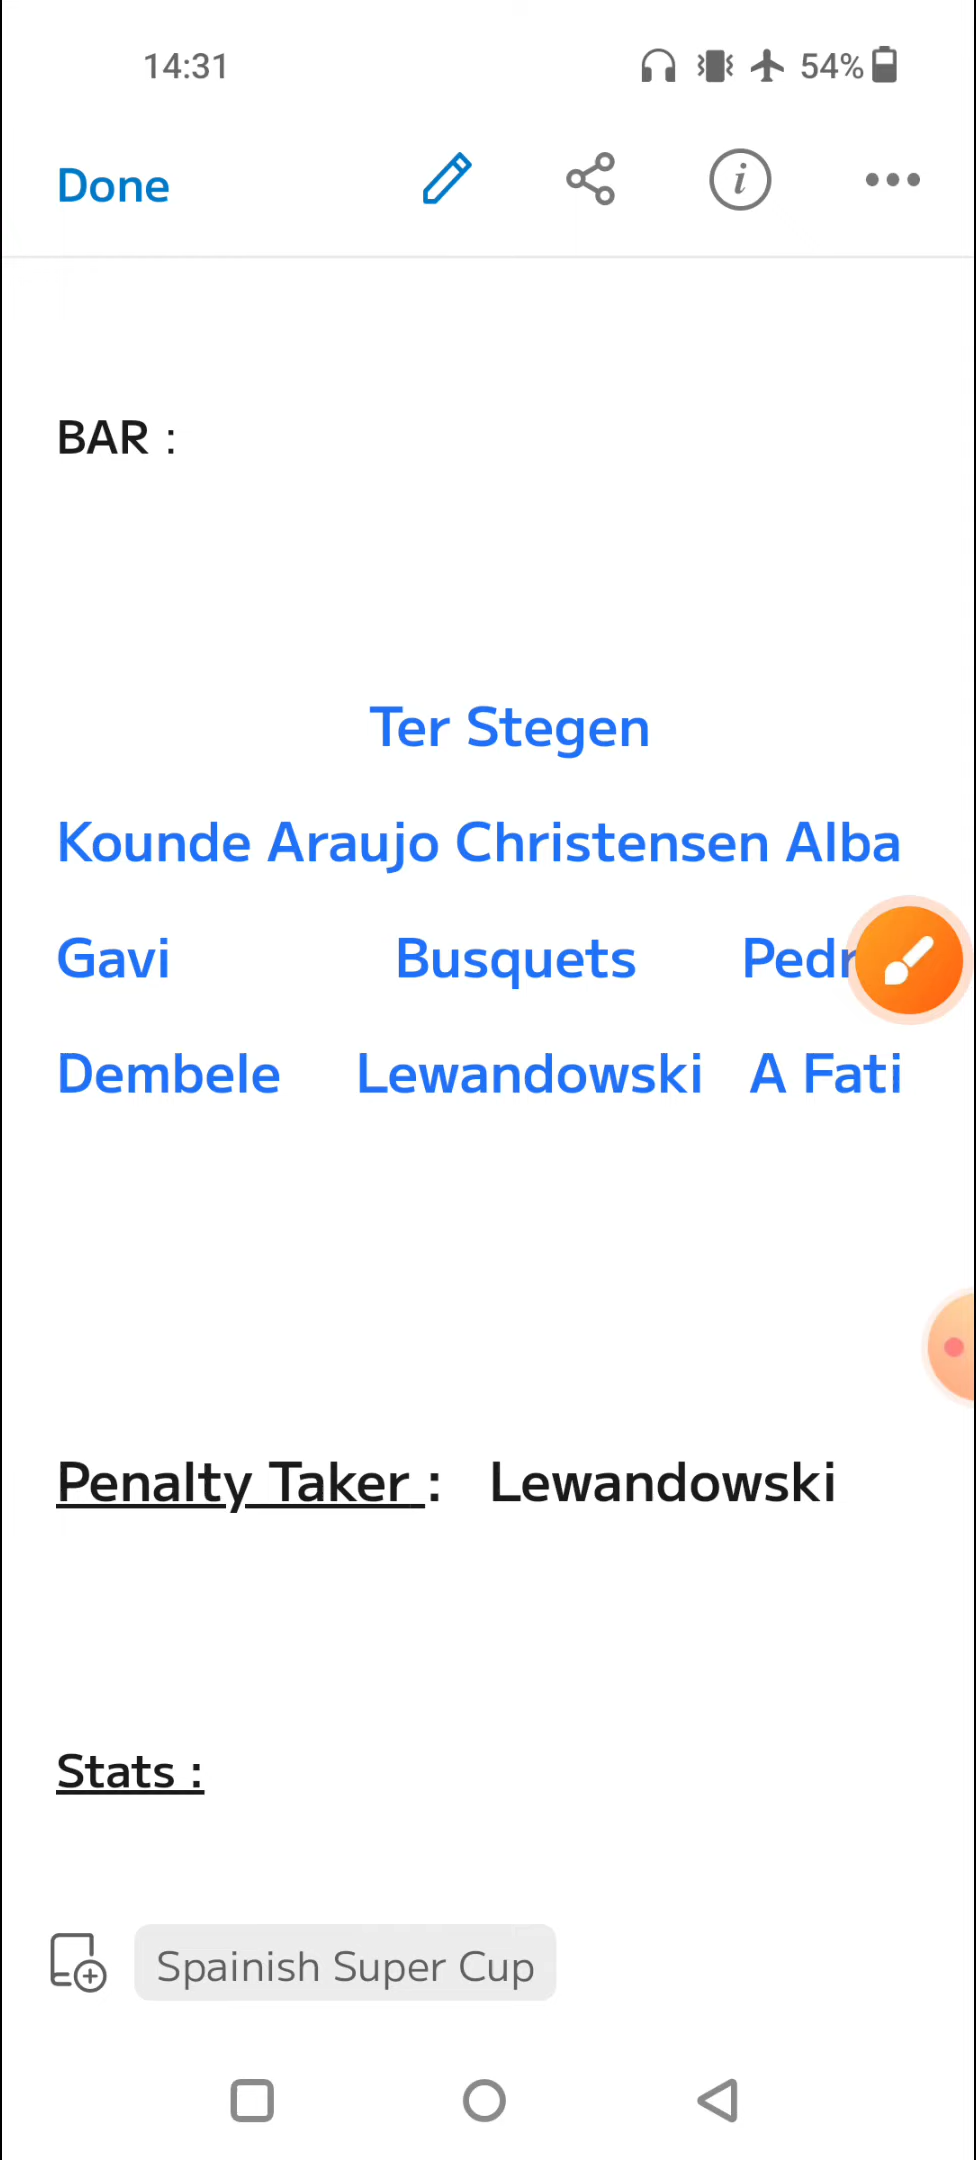 14:31 54%
Done
BAR :
Ter Stegen
Kounde Araujo Christensen Alba
Gavi Busquets
Dembele Lewandowski A Fati
Penalty Taker : Lewandowski
Stats :
Spainish Super Cup